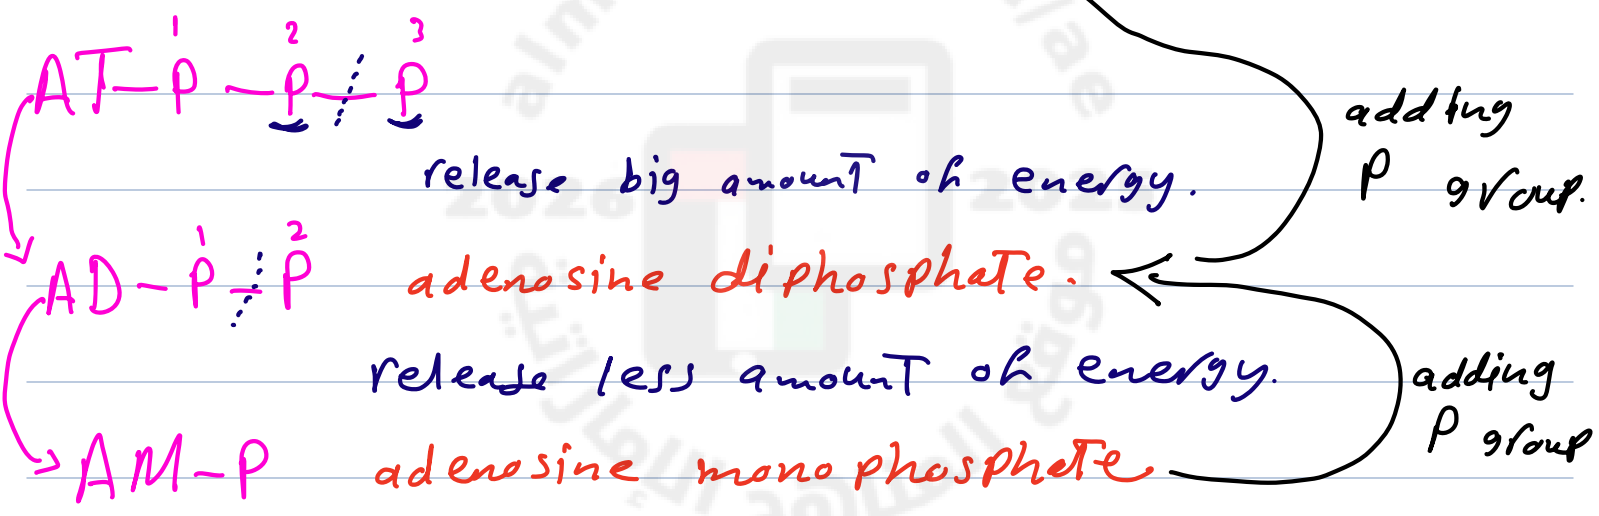 1 2 3
AT-P-P-P
adding
release big amount of energy.
P group.
1 2
AD-P-P adenosine diphosphate.
release less amount of energy.
adding
P group
AM-P adenosine monophosphate.